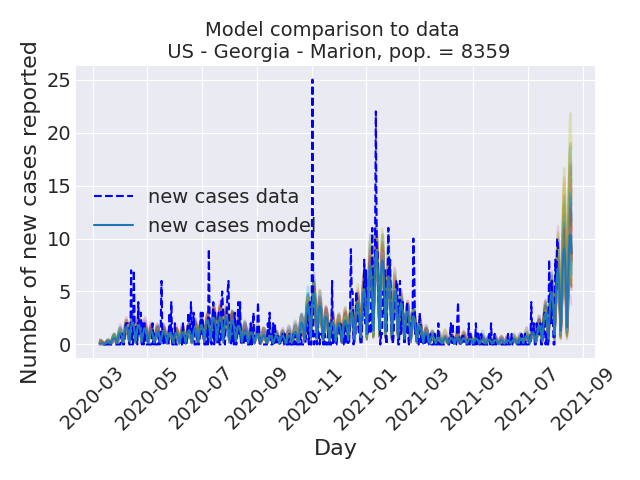 Model comparison to data
US - Georgia - Marion, pop. = 8359
Number of new cases reported
25
20
15
10
5
0
new cases data
new cases model
2020-03
2020-05
2020-07
2020-09
2020-11
2021-01
2021-03
2021-05
2021-07
2021-09
Day